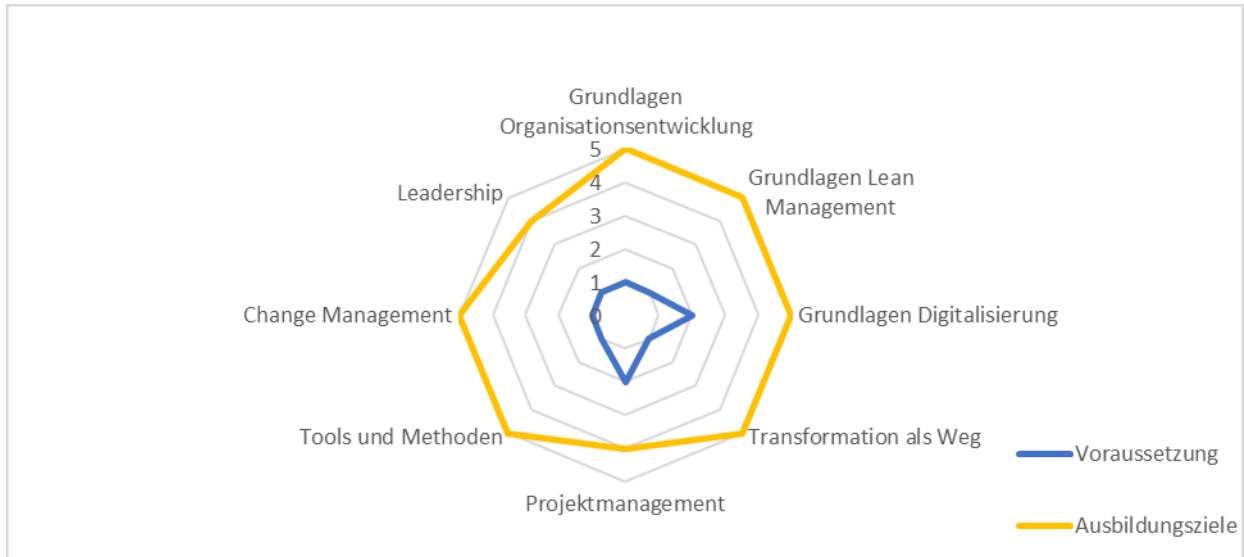 Grundlagen
Organisationsentwicklung
5
4
3
2
1
0
Grundlagen Lean
Management
Leadership
Change Management
Grundlagen Digitalisierung
Tools und Methoden
Transformation als Weg
Projektmanagement
Voraussetzung
Ausbildungsziele